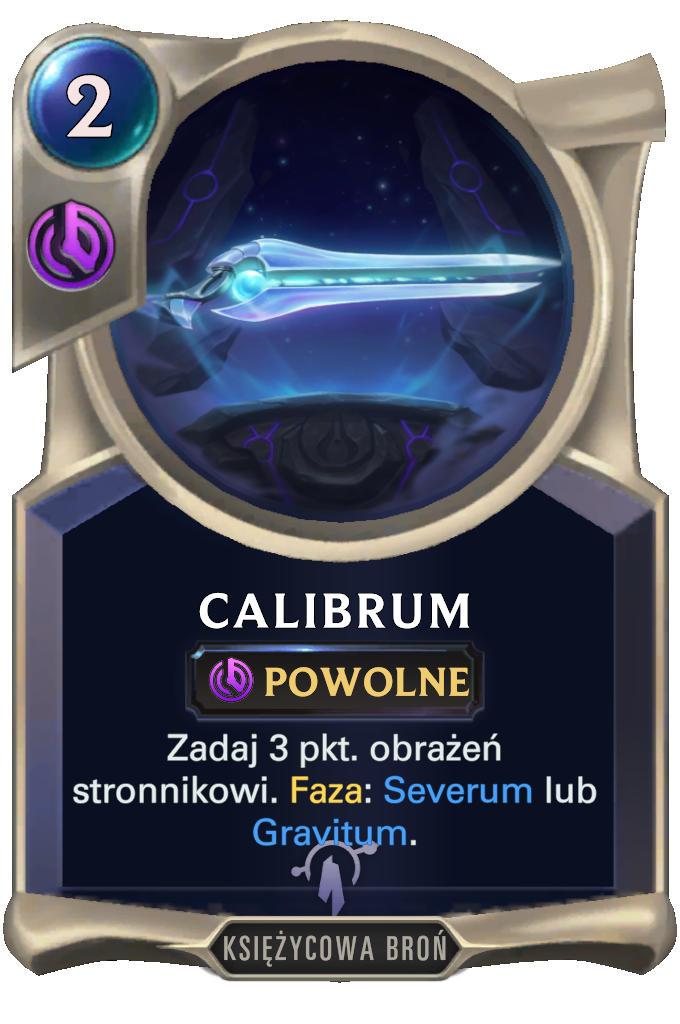 2
CALIBRUM
POWOLNE
Zadaj 3 pkt. obrażeń
stronnikowi. Faza: Severum lub
Gravitum.
KSIĘŻYCOWA BROŃ